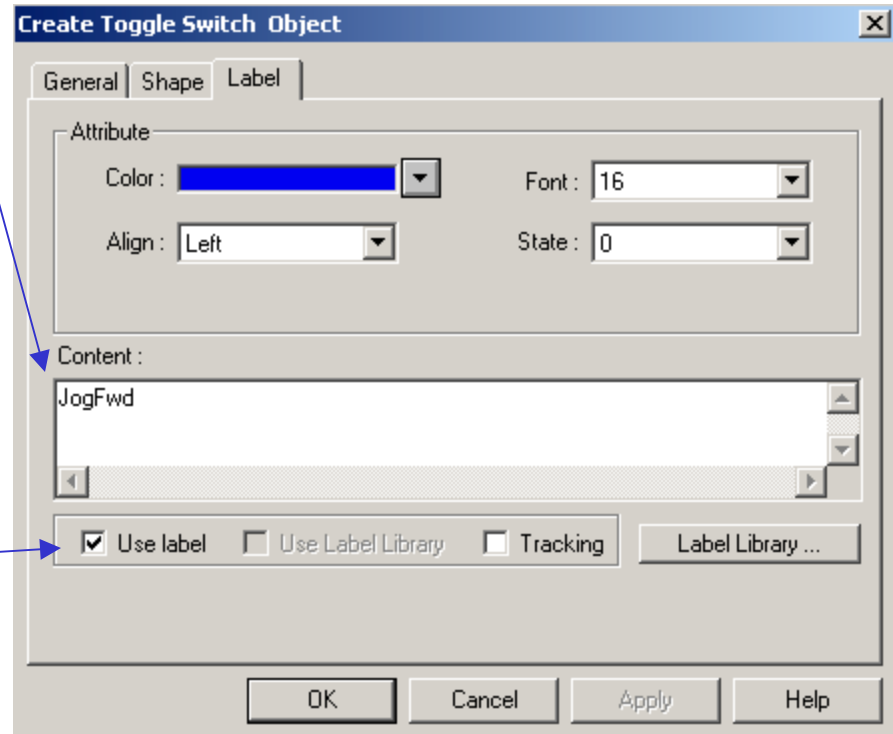 Create Toggle Switch Object
General Shape Label
Attribute
Color : Font : 16
Align : Left State : 0
Content :
JogFwd
Use label Use Label Library Tracking Label Library ...
OK Cancel Apply Help